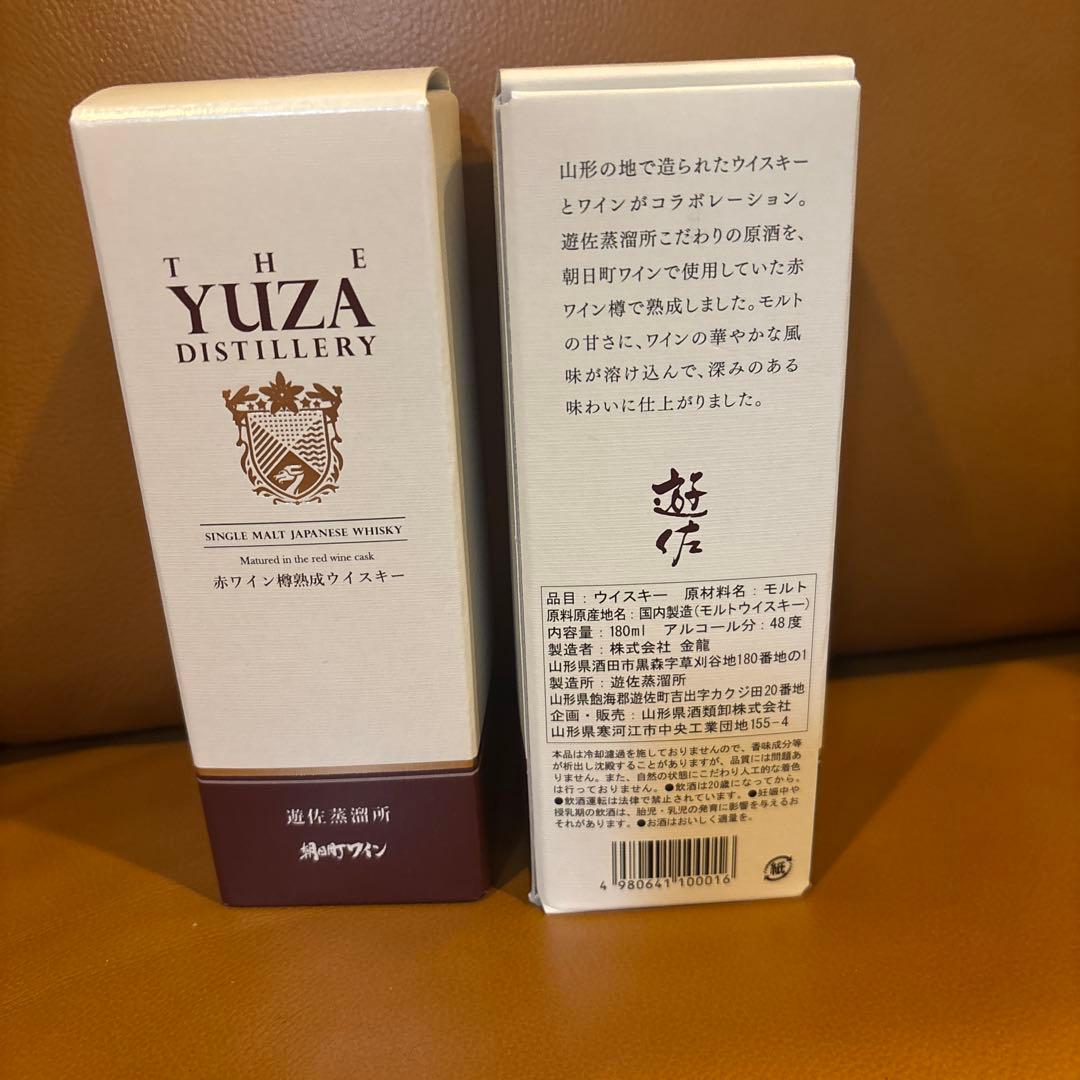 THE
YUZA
DISTILLERY
SINGLE MALT JAPANESE WHISKY
Matured in the red wine cask
赤ワイン樽熟成ウイスキー
遊佐蒸溜所
朝日町ワイン
山形の地で造られたウイスキー
とワインがコラボレーション。
遊佐蒸溜所こだわりの原酒を、
朝日町ワインで使用していた赤
ワイン樽で熟成しました。モルト
の甘さに、ワインの華やかな風
味が溶け込んで、深みのある
味わいに仕上がりました。
遊佐
品目：ウイスキー　原材料名：モルト
原料原産地名：国内製造(モルトウイスキー)
内容量：180ml　アルコール分：48度
製造者：株式会社 金龍
山形県酒田市黒森字草刈谷地180番地の1
製造所：遊佐蒸溜所
山形県飽海郡遊佐町吉出字カクジ田20番地
企画・販売：山形県酒類卸株式会社
山形県寒河江市中央工業団地155-4
本品は冷却濾過を施しておりませんので、香味成分等
が析出し沈殿することがありますが、品質には問題あ
りません。また、自然の状態にこだわり人工的な着色
は行っておりません。●飲酒は20歳になってから。
●飲酒運転は法律で禁止されています。●妊娠中や
授乳期の飲酒は、胎児・乳児の発育に影響を与えるお
それがあります。●お酒はおいしく適量を。
4 980641 100016
紙